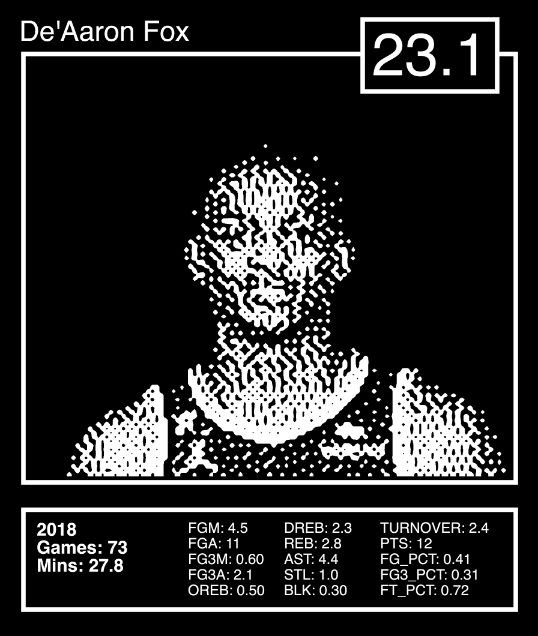 De'Aaron Fox
23.1
2018
Games: 73
Mins: 27.8
FGM: 4.5
FGA: 11
FG3M: 0.60
FG3A: 2.1
OREB: 0.50
DREB: 2.3
REB: 2.8
AST: 4.4
STL: 1.0
BLK: 0.30
TURNOVER: 2.4
PTS: 12
FG_PCT: 0.41
FG3_PCT: 0.31
FT_PCT: 0.72